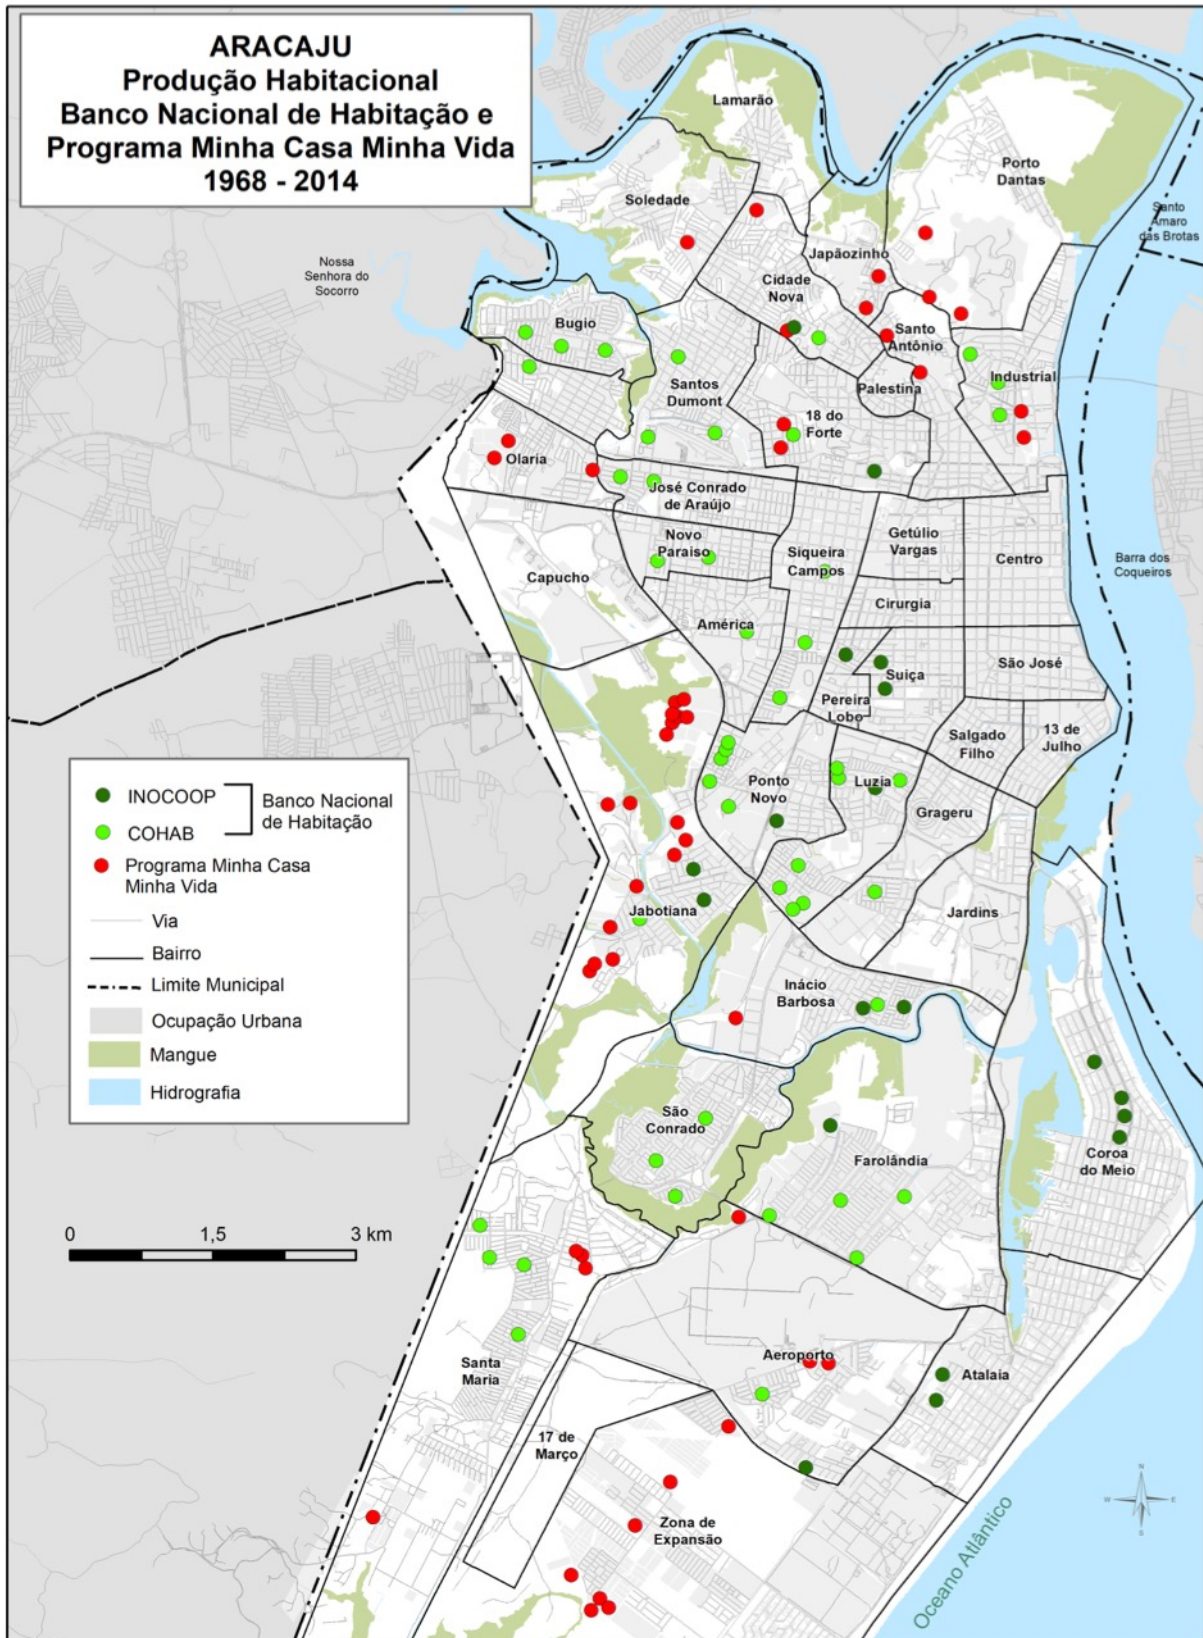 ARACAJU
Produção Habitacional
Banco Nacional de Habitação e
Programa Minha Casa Minha Vida
1968 - 2014
Lamarão
Porto
Dantas
Soledade
Santo
Amaro
das Brotas
Nossa
Senhora do
Socorro
Japãozinho
Cidade
Nova
Bugio
Santo
Antônio
Santos
Dumont
Palestina
Industrial
18 do
Forte
Olaria
José Conrado
de Araújo
Novo
Paraiso
Getúlio
Vargas
Siqueira
Campos
Centro
Barra dos
Coqueiros
Capucho
Cirurgia
América
Suiça
São José
Pereira
Lobo
Salgado
Filho
13 de
Julho
Ponto
Novo
Luzia
Grageru
INOCOOP
COHAB
Banco Nacional
de Habitação
Programa Minha Casa
Minha Vida
Via
Bairro
Limite Municipal
Ocupação Urbana
Mangue
Hidrografia
Jabotiana
Jardins
Inácio
Barbosa
São
Conrado
Farolândia
Coroa
do Meio
0 1,5 3 km
Santa
Maria
Aeroporto
Atalaia
17 de
Março
Zona de
Expansão
N
W E
S
Oceano Atlântico